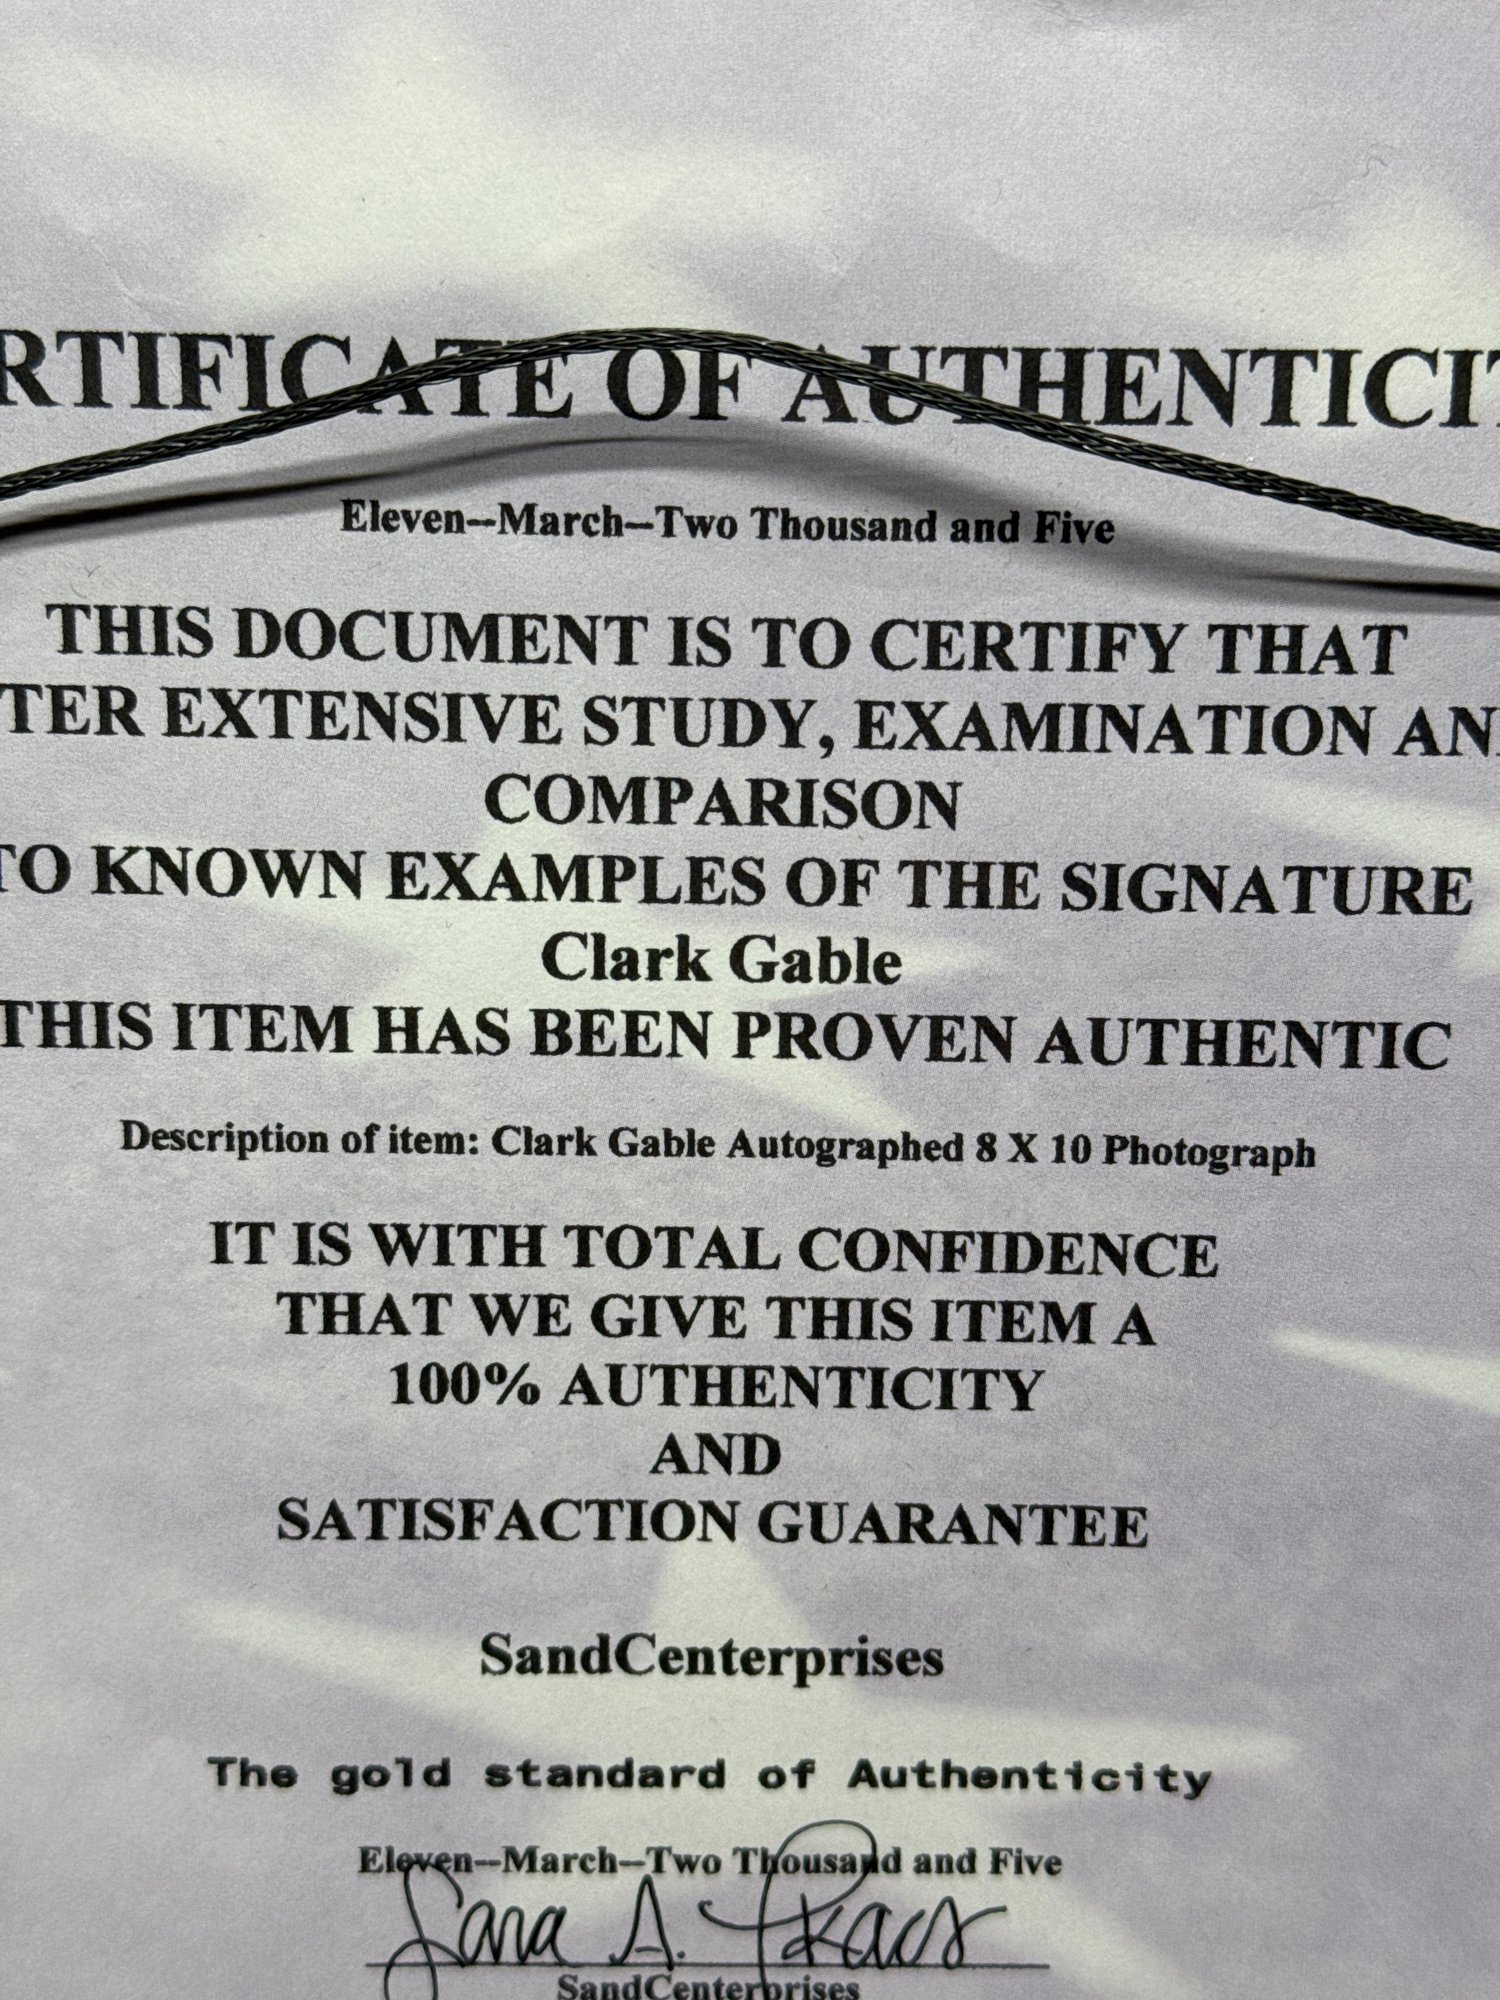 RTIFICATE OF AUTHENTICIT
Eleven--March--Two Thousand and Five
THIS DOCUMENT IS TO CERTIFY THAT
TER EXTENSIVE STUDY, EXAMINATION AN
COMPARISON
TO KNOWN EXAMPLES OF THE SIGNATURE
Clark Gable
THIS ITEM HAS BEEN PROVEN AUTHENTIC
Description of item: Clark Gable Autographed 8 X 10 Photograph
IT IS WITH TOTAL CONFIDENCE
THAT WE GIVE THIS ITEM A
100% AUTHENTICITY
AND
SATISFACTION GUARANTEE
SandCenterprises
The gold standard of Authenticity
Eleven--March--Two Thousand and Five
Sara A.
SandCenterprises